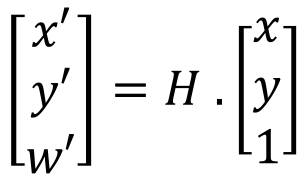 [x′ y′ w′] = H . [x y 1]